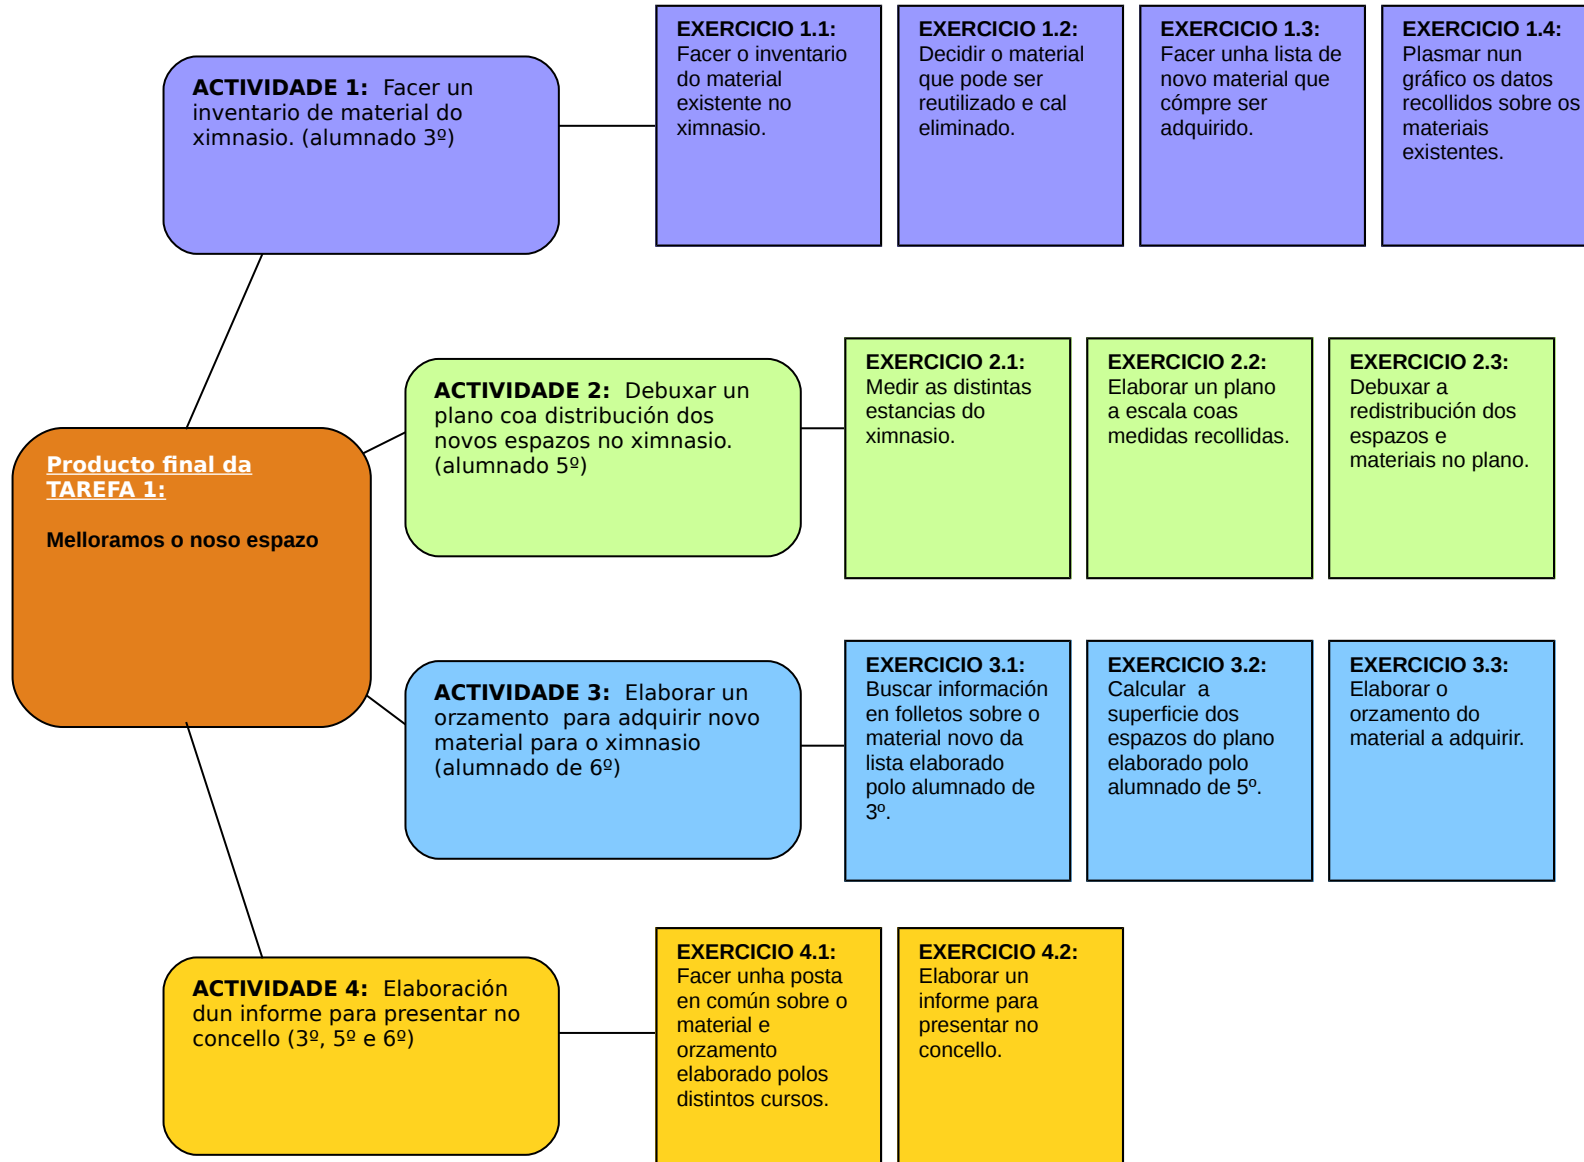 ACTIVIDADE 1:  Facer un
inventario de material do
ximnasio. (alumnado 3º)
EXERCICIO 1.1:
Facer o inventario
do material
existente no
ximnasio.
EXERCICIO 1.2:
Decidir o material
que pode ser
reutilizado e cal
eliminado.
EXERCICIO 1.3:
Facer unha lista de
novo material que
cómpre ser
adquirido.
EXERCICIO 1.4:
Plasmar nun
gráfico os datos
recollidos sobre os
materiais
existentes.
Producto final da
TAREFA 1:
Melloramos o noso espazo
ACTIVIDADE 2:  Debuxar un
plano coa distribución dos
novos espazos no ximnasio.
(alumnado 5º)
EXERCICIO 2.1:
Medir as distintas
estancias do
ximnasio.
EXERCICIO 2.2:
Elaborar un plano
a escala coas
medidas recollidas.
EXERCICIO 2.3:
Debuxar a
redistribución dos
espazos e
materiais no plano.
ACTIVIDADE 3:  Elaborar un
orzamento  para adquirir novo
material para o ximnasio
(alumnado de 6º)
EXERCICIO 3.1:
Buscar información
en folletos sobre o
material novo da
lista elaborado
polo alumnado de
3º.
EXERCICIO 3.2:
Calcular  a
superficie dos
espazos do plano
elaborado polo
alumnado de 5º.
EXERCICIO 3.3:
Elaborar o
orzamento do
material a adquirir.
ACTIVIDADE 4:  Elaboración
dun informe para presentar no
concello (3º, 5º e 6º)
EXERCICIO 4.1:
Facer unha posta
en común sobre o
material e
orzamento
elaborado polos
distintos cursos.
EXERCICIO 4.2:
Elaborar un
informe para
presentar no
concello.